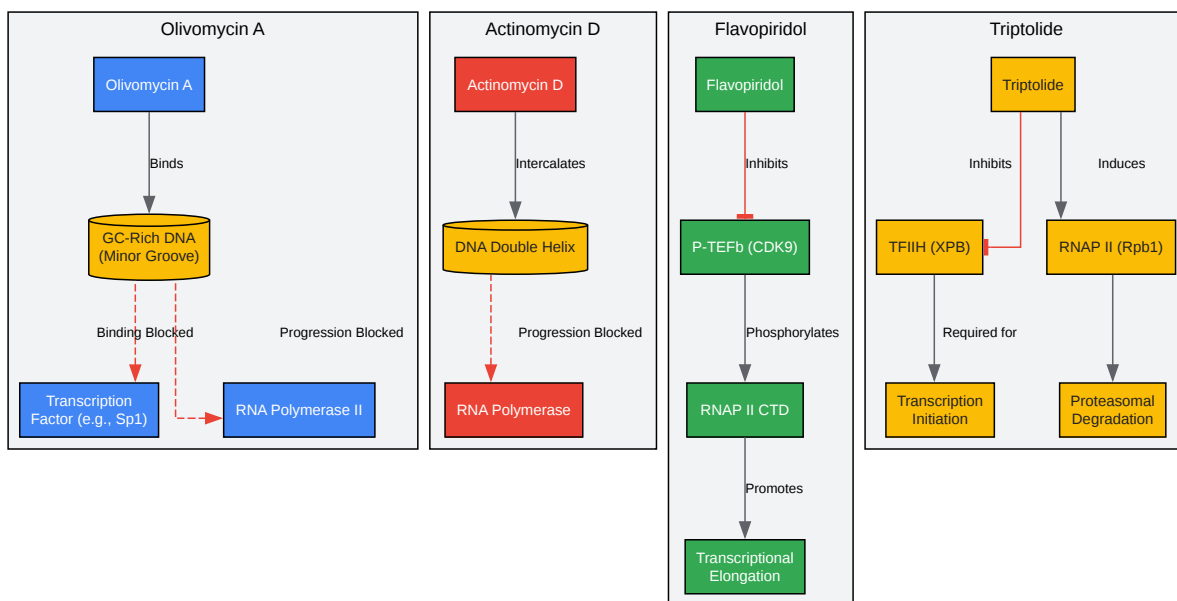 Olivomycin A
Olivomycin A
Binds
GC-Rich DNA
(Minor Groove)
Binding Blocked
Progression Blocked
Transcription
Factor (e.g., Sp1)
RNA Polymerase II
Actinomycin D
Actinomycin D
Intercalates
DNA Double Helix
Progression Blocked
RNA Polymerase
Flavopiridol
Flavopiridol
Inhibits
P-TEFb (CDK9)
Phosphorylates
RNAP II CTD
Promotes
Transcriptional
Elongation
Triptolide
Triptolide
Inhibits
Induces
TFIIH (XPB)
RNAP II (Rpb1)
Required for
Transcription
Initiation
Proteasomal
Degradation